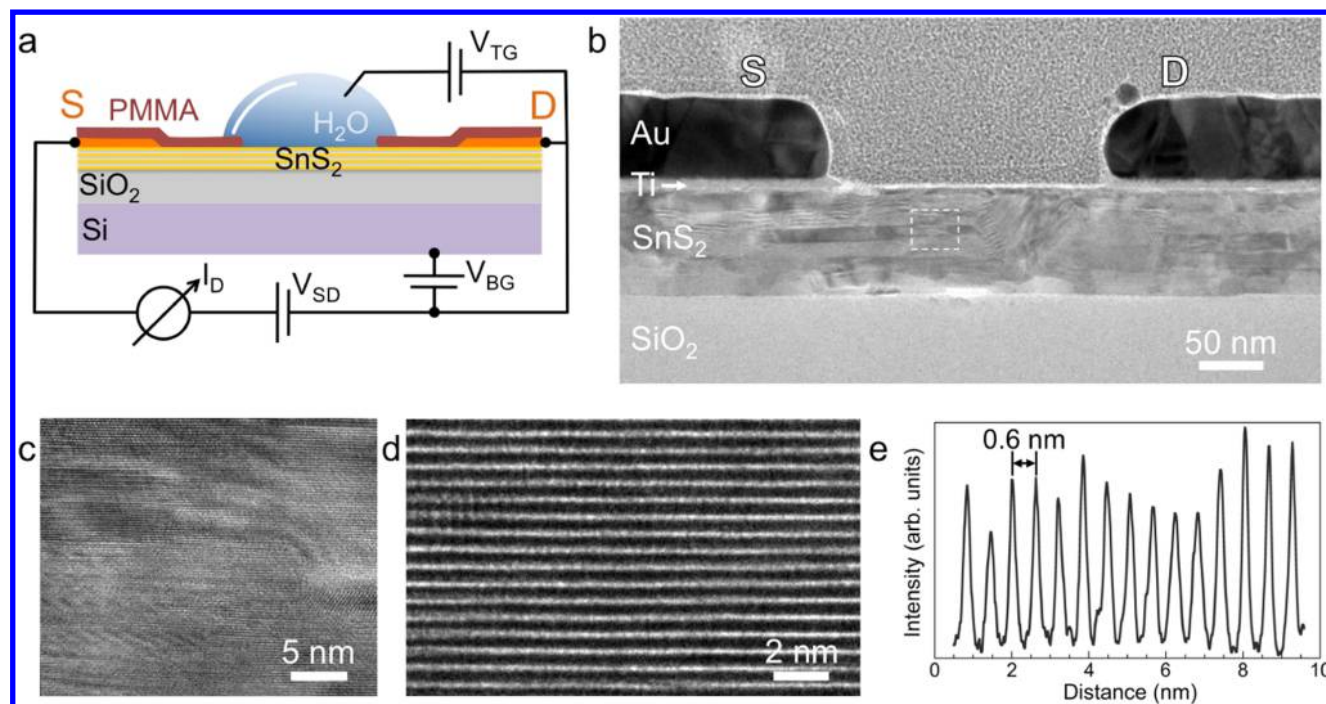 a
V_TG
S
PMMA
H₂O
D
SnS₂
SiO₂
Si
I_D
V_SD
V_BG
b
S
D
Au
Ti
SnS₂
SiO₂
50 nm
c
5 nm
d
2 nm
e
0.6 nm
Intensity (arb. units)
0 2 4 6 8 10
Distance (nm)